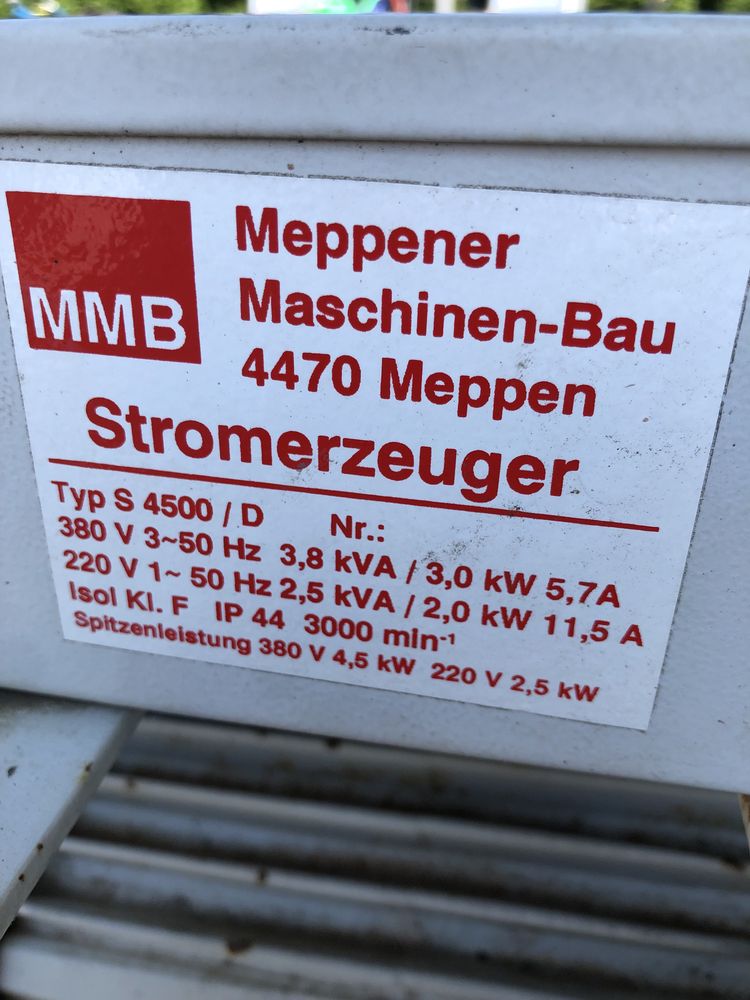 MMB
Meppener
Maschinen-Bau
4470 Meppen
Stromerzeuger
Typ S 4500 / D Nr.:
380 V 3~50 Hz 3,8 kVA / 3,0 kW 5,7A
220 V 1~ 50 Hz 2,5 kVA / 2,0 kW 11,5 A
Isol Kl. F IP 44 3000 min⁻¹
Spitzenleistung 380 V 4,5 kW 220 V 2,5 kW